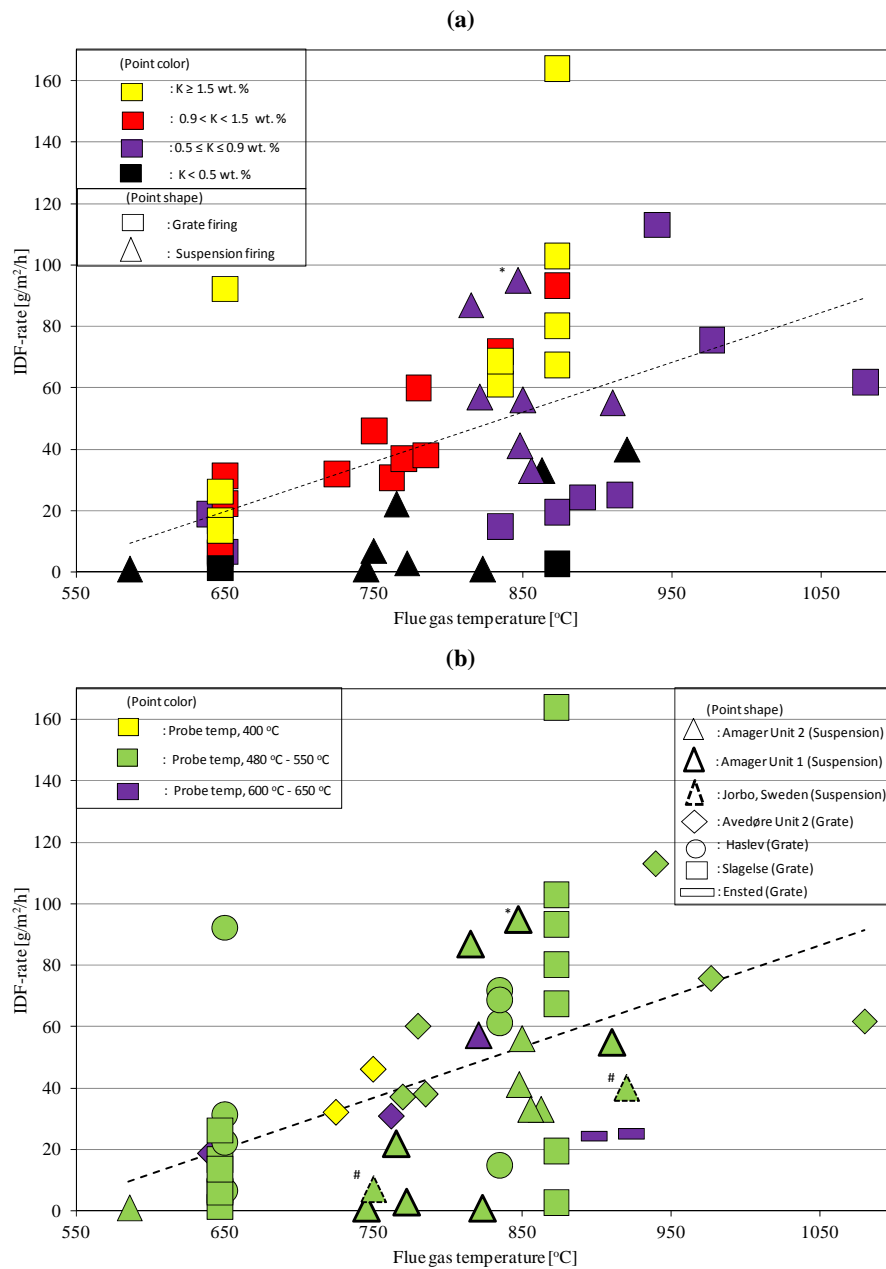 (a)
(Point color)
: K ≥ 1.5 wt. %
: 0.9 < K < 1.5 wt. %
: 0.5 ≤ K ≤ 0.9 wt. %
: K < 0.5 wt. %
(Point shape)
: Grate firing
: Suspension firing
*
160
140
120
100
80
60
40
20
0
IDF-rate [g/m²/h]
550
650
750
850
950
1050
Flue gas temperature [°C]
(b)
(Point color)
: Probe temp, 400 °C
: Probe temp, 480 °C - 550 °C
: Probe temp, 600 °C - 650 °C
(Point shape)
: Amager Unit 2 (Suspension)
: Amager Unit 1 (Suspension)
: Jorbo, Sweden (Suspension)
: Avedøre Unit 2 (Grate)
: Haslev (Grate)
: Slagelse (Grate)
: Ensted (Grate)
*
#
#
160
140
120
100
80
60
40
20
0
IDF-rate [g/m²/h]
550
650
750
850
950
1050
Flue gas temperature [°C]